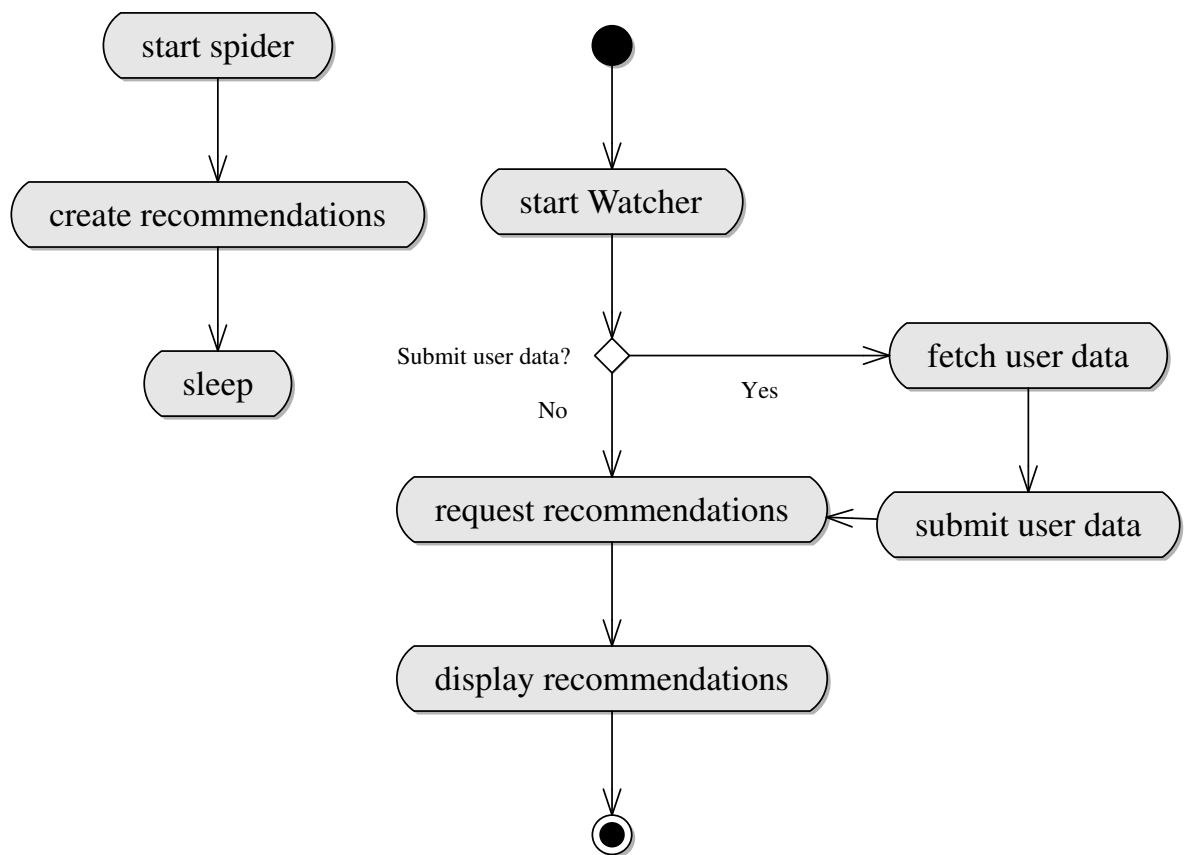 start spider
create recommendations
sleep
start Watcher
Submit user data?
Yes
No
fetch user data
submit user data
request recommendations
display recommendations